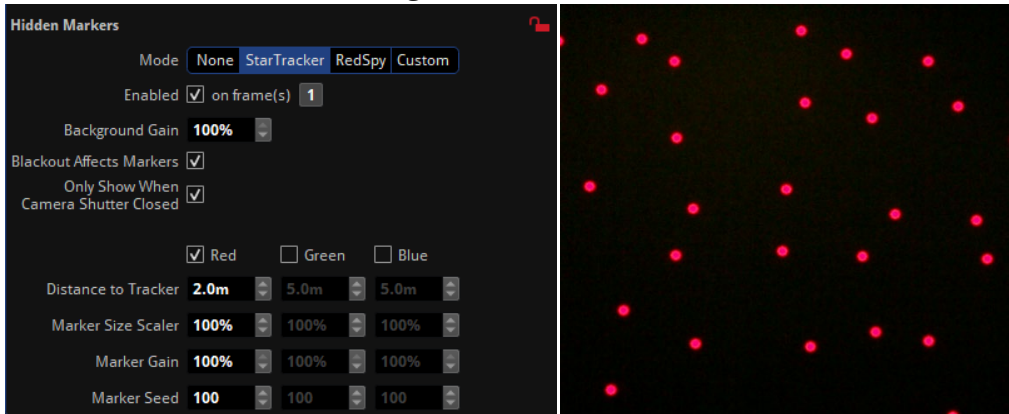 Hidden Markers
Mode None StarTracker RedSpy Custom
Enabled on frame(s) 1
Background Gain 100%
Blackout Affects Markers
Only Show When
Camera Shutter Closed
Red Green Blue
Distance to Tracker 2.0m 5.0m 5.0m
Marker Size Scaler 100% 100% 100%
Marker Gain 100% 100% 100%
Marker Seed 100 100 100